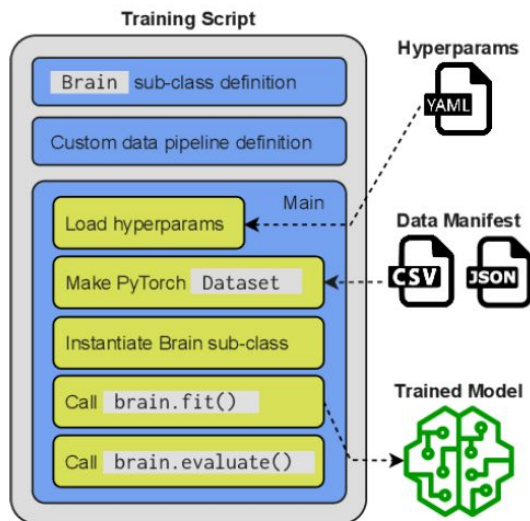 Training Script
Brain sub-class definition
Custom data pipeline definition
Main
Load hyperparams
Make PyTorch Dataset
Instantiate Brain sub-class
Call brain.fit()
Call brain.evaluate()
Hyperparams
YAML
Data Manifest
CSV
JSON
Trained Model